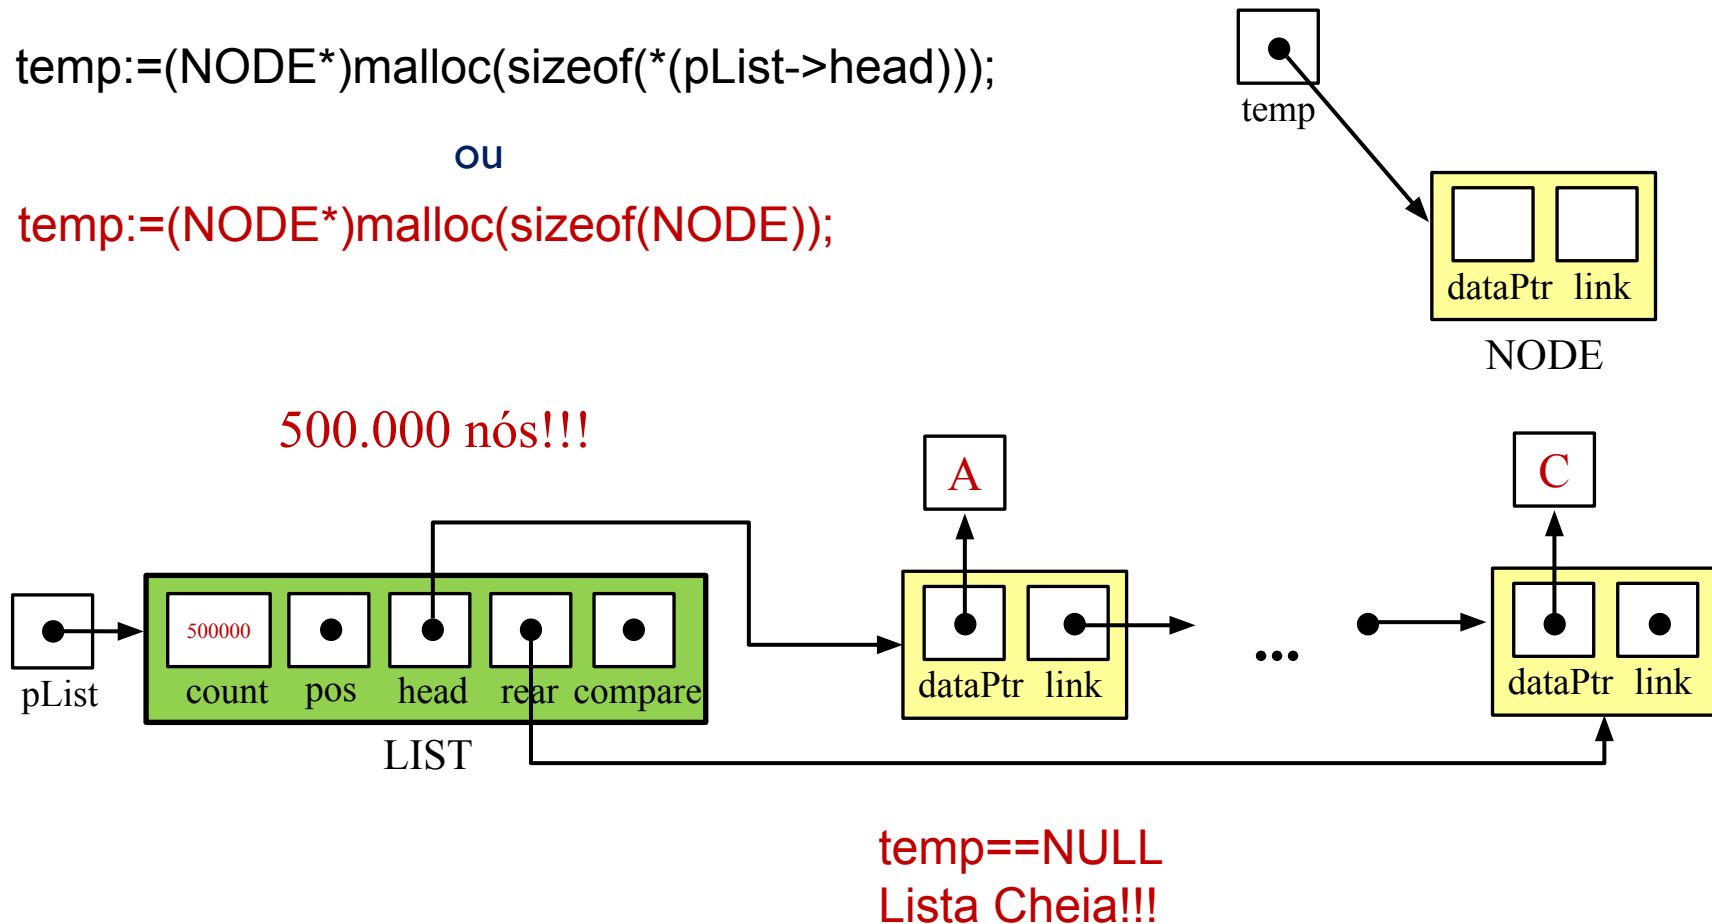 temp:=(NODE*)malloc(sizeof(*(pList->head)));
temp
ou
temp:=(NODE*)malloc(sizeof(NODE));
dataPtr link
NODE
500.000 nós!!!
A
C
500000
pList
count pos head rear compare
dataPtr link
...
dataPtr link
LIST
temp==NULL
Lista Cheia!!!